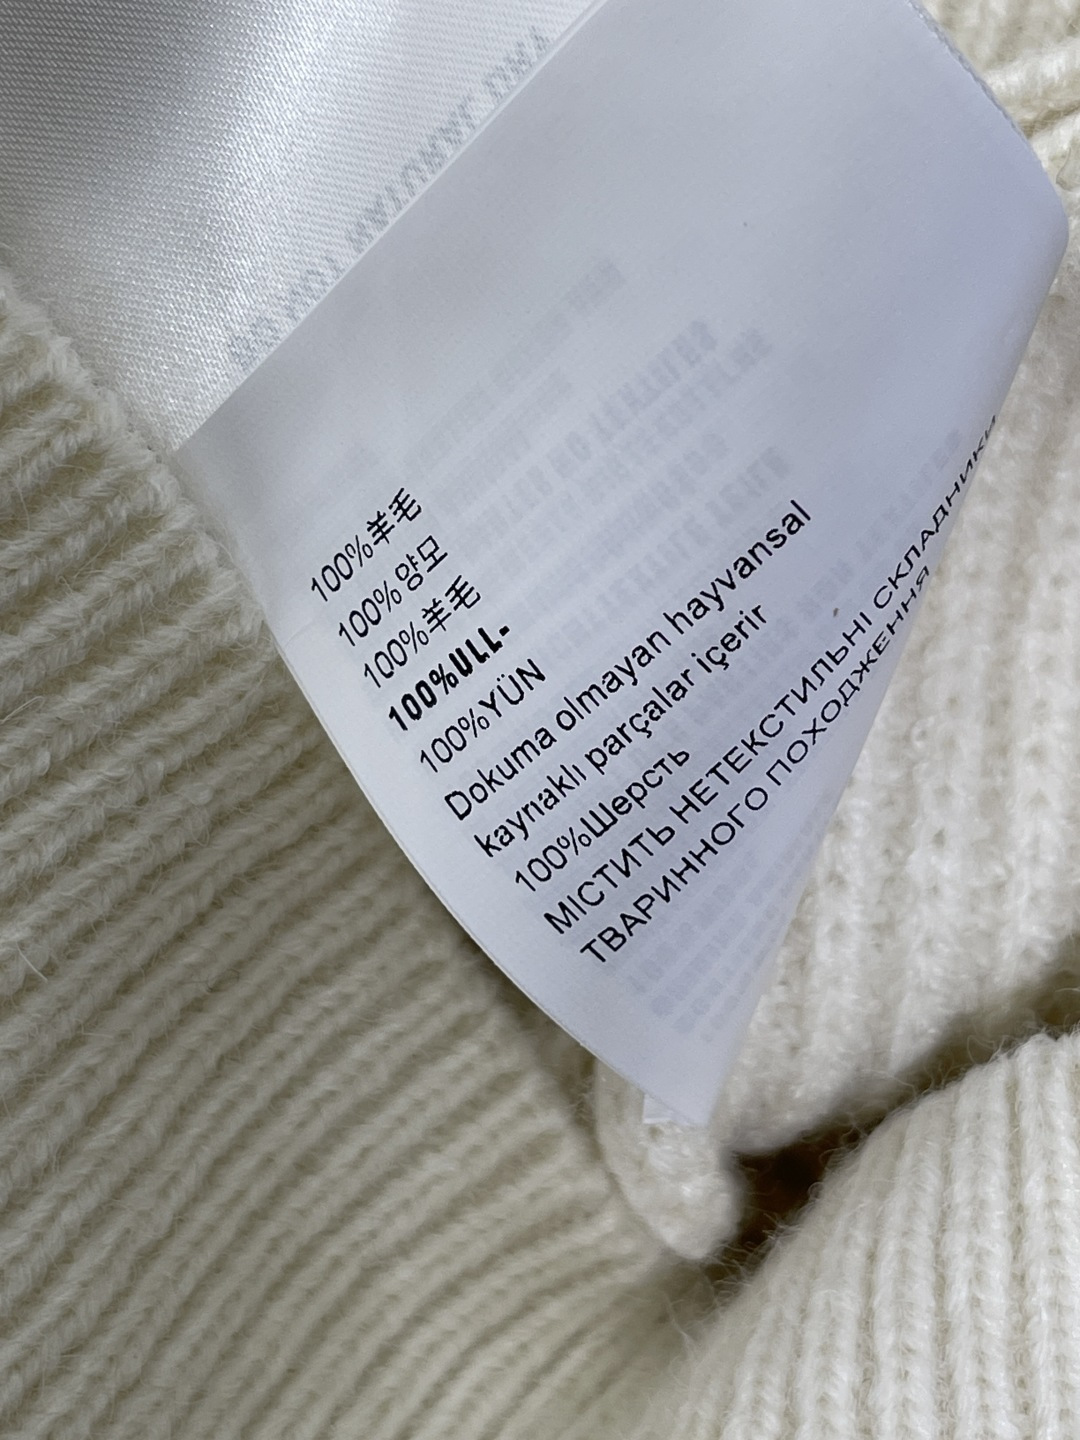 100%羊毛
100%양모
100%羊毛
100%ULL-
100%YÜN
Dokuma olmayan hayvansal
kaynaklı parçalar içerir
100%Шерсть
МІСТИТЬ НЕТЕКСТИЛЬНІ СКЛАДНИКИ
ТВАРИННОГО ПОХОДЖЕННЯ